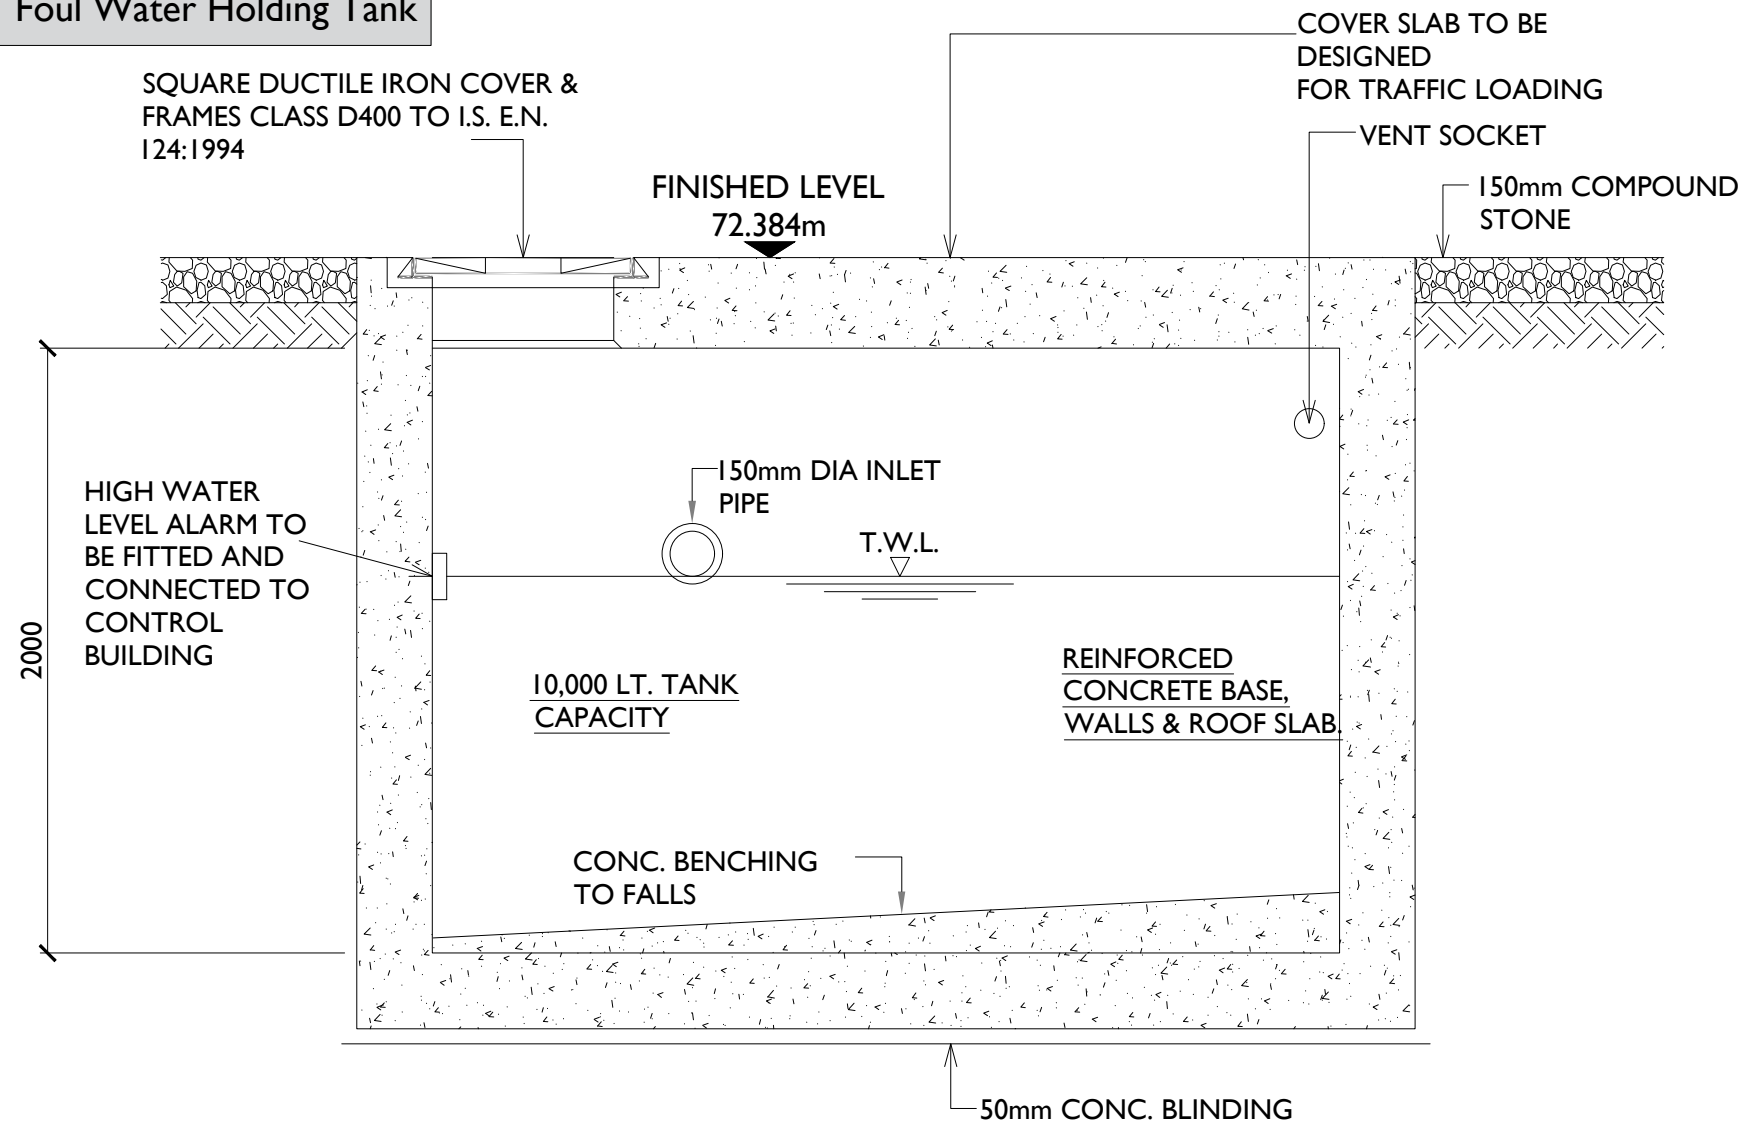 Foul Water Holding Tank
COVER SLAB TO BE
DESIGNED
FOR TRAFFIC LOADING
SQUARE DUCTILE IRON COVER &
FRAMES CLASS D400 TO I.S. E.N.
124:1994
VENT SOCKET
FINISHED LEVEL
72.384m
150mm COMPOUND
STONE
150mm DIA INLET
PIPE
HIGH WATER
LEVEL ALARM TO
BE FITTED AND
CONNECTED TO
CONTROL
BUILDING
T.W.L.
2000
10,000 LT. TANK
CAPACITY
REINFORCED
CONCRETE BASE,
WALLS & ROOF SLAB.
CONC. BENCHING
TO FALLS
50mm CONC. BLINDING